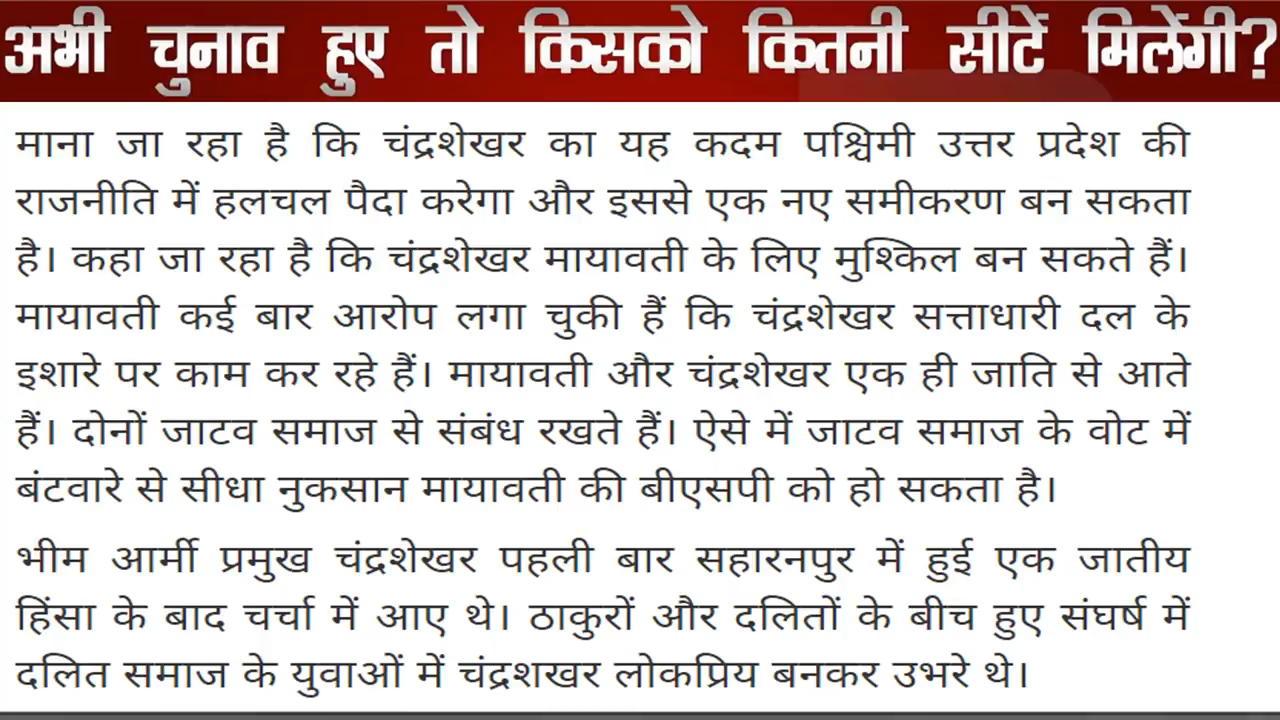 अभी चुनाव हुए तो किसको कितनी सीटें मिलेंगी?
माना जा रहा है कि चंद्रशेखर का यह कदम पश्चिमी उत्तर प्रदेश की
राजनीति में हलचल पैदा करेगा और इससे एक नए समीकरण बन सकता
है। कहा जा रहा है कि चंद्रशेखर मायावती के लिए मुश्किल बन सकते हैं।
मायावती कई बार आरोप लगा चुकी हैं कि चंद्रशेखर सत्ताधारी दल के
इशारे पर काम कर रहे हैं। मायावती और चंद्रशेखर एक ही जाति से आते
हैं। दोनों जाटव समाज से संबंध रखते हैं। ऐसे में जाटव समाज के वोट में
बंटवारे से सीधा नुकसान मायावती की बीएसपी को हो सकता है।
भीम आर्मी प्रमुख चंद्रशेखर पहली बार सहारनपुर में हुई एक जातीय
हिंसा के बाद चर्चा में आए थे। ठाकुरों और दलितों के बीच हुए संघर्ष में
दलित समाज के युवाओं में चंद्रशखर लोकप्रिय बनकर उभरे थे।